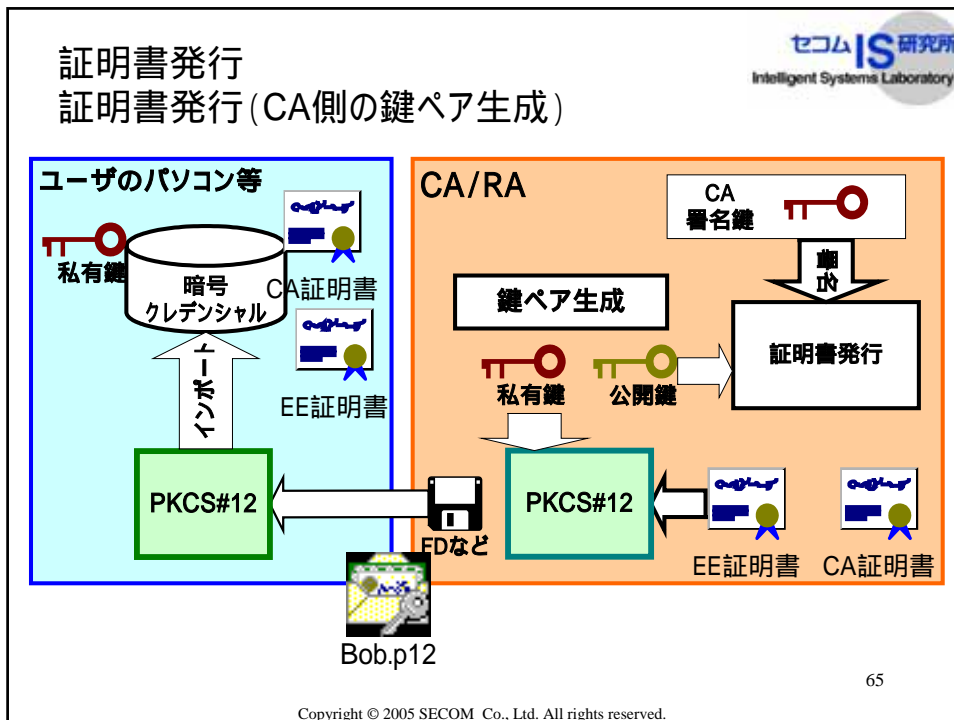 証明書発行
証明書発行(CA側の鍵ペア生成)
セコムIS研究所
Intelligent Systems Laboratory
ユーザのパソコン等
私有鍵
暗号
クレデンシャル
CA証明書
EE証明書
インポート
PKCS#12
CA/RA
CA
署名鍵
署名
鍵ペア生成
私有鍵
公開鍵
証明書発行
PKCS#12
FDなど
EE証明書
CA証明書
Bob.p12
65
Copyright © 2005 SECOM Co., Ltd. All rights reserved.